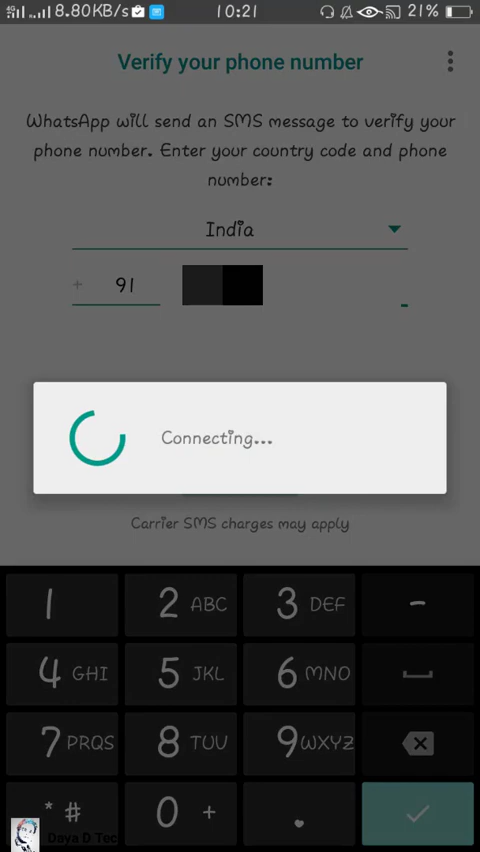 4G 8.80KB/s 10:21 21%
Verify your phone number
WhatsApp will send an SMS message to verify your
phone number. Enter your country code and phone
number:
India
+ 91
Connecting...
Carrier SMS charges may apply
1 2 ABC 3 DEF -
4 GHI 5 JKL 6 MNO
7 PRQS 8 TUV 9 WXYZ
* # 0 + .
Daya D Tec